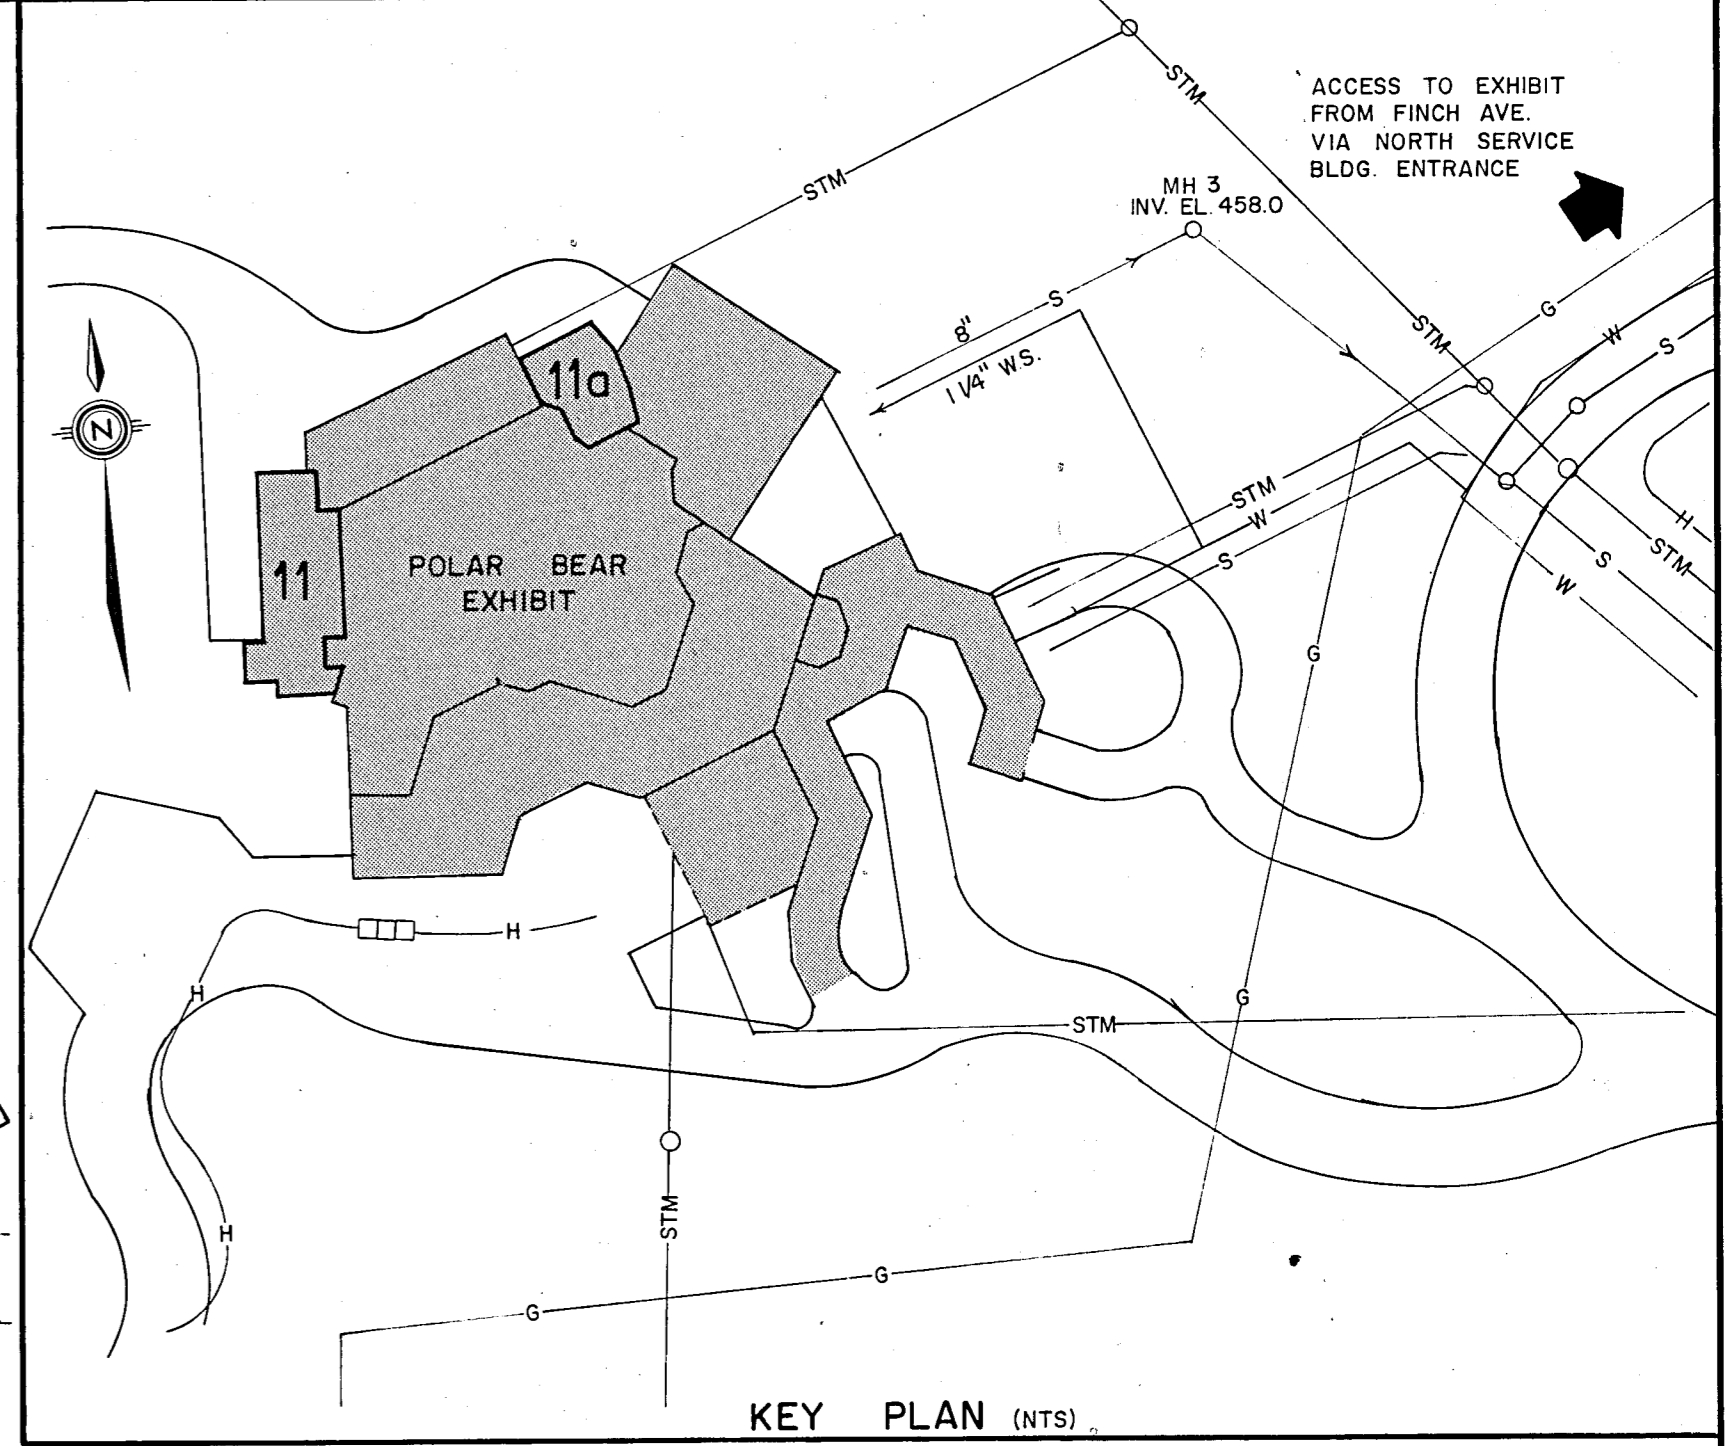 STM
ACCESS TO EXHIBIT
FROM FINCH AVE.
VIA NORTH SERVICE
BLDG. ENTRANCE
STM
MH 3
INV. EL. 458.0
S
G
8"
STM
W
S
1 1/4" W.S.
11a
N
STM
W
H
S
STM
S
W
11
POLAR BEAR
EXHIBIT
G
H
H
G
STM
STM
H
G
G
KEY PLAN (NTS)